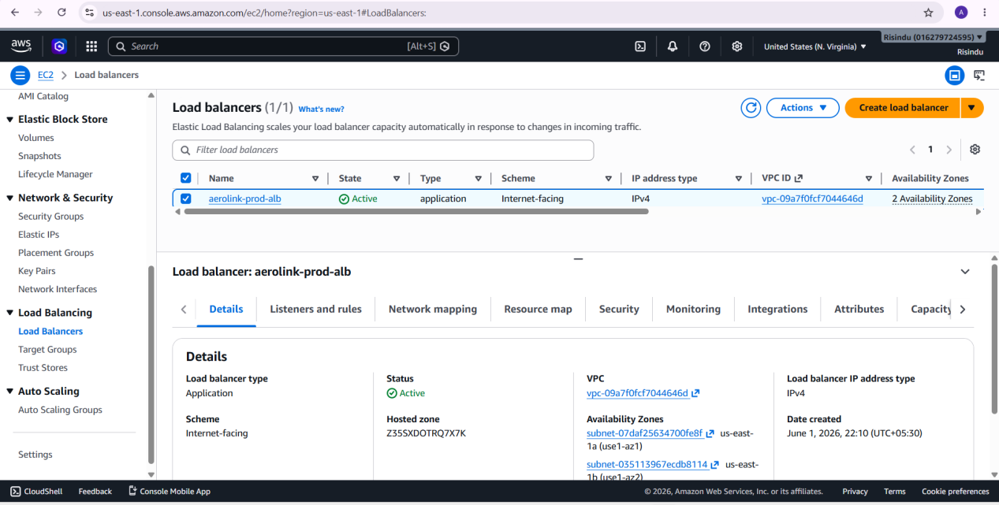 us-east-1.console.aws.amazon.com/ec2/home?region=us-east-1#LoadBalancers:
A
aws
Search [Alt+S]
United States (N. Virginia)
Risindu (016279724595)
Risindu
EC2 Load balancers
AMI Catalog
Elastic Block Store
Volumes
Snapshots
Lifecycle Manager
Network & Security
Security Groups
Elastic IPs
Placement Groups
Key Pairs
Network Interfaces
Load Balancing
Load Balancers
Target Groups
Trust Stores
Auto Scaling
Auto Scaling Groups
Settings
Load balancers (1/1) What's new?
Actions
Create load balancer
Elastic Load Balancing scales your load balancer capacity automatically in response to changes in incoming traffic.
Filter load balancers
1
Name State Type Scheme IP address type VPC ID Availability Zones
aerolink-prod-alb Active application Internet-facing IPv4 vpc-09a7f0fcf7044646d 2 Availability Zones
Load balancer: aerolink-prod-alb
Details Listeners and rules Network mapping Resource map Security Monitoring Integrations Attributes Capacity
Details
Load balancer type
Application
Status
Active
VPC
vpc-09a7f0fcf7044646d
Load balancer IP address type
IPv4
Scheme
Internet-facing
Hosted zone
Z35SXDOTRQ7X7K
Availability Zones
subnet-07daf25634700fe8f us-east-
1a (use1-az1)
subnet-035113967ecdb8114 us-east-
1b (use1-az2)
Date created
June 1, 2026, 22:10 (UTC+05:30)
CloudShell Feedback Console Mobile App © 2026, Amazon Web Services, Inc. or its affiliates. Privacy Terms Cookie preferences